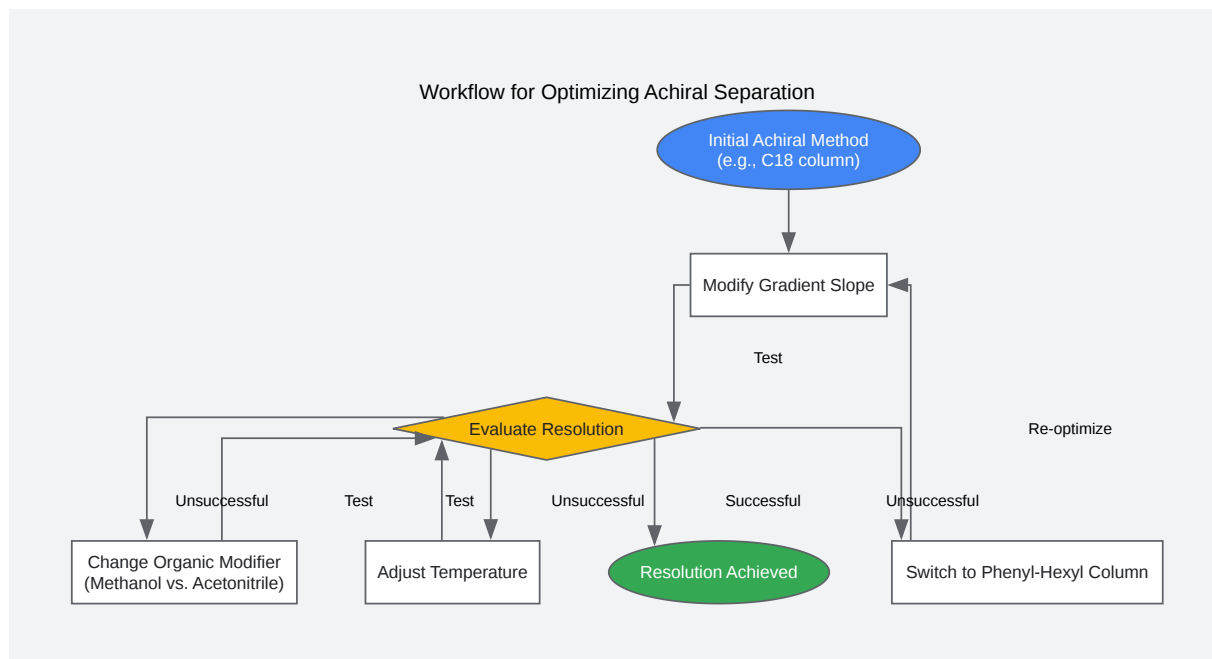 Workflow for Optimizing Achiral Separation
Initial Achiral Method
(e.g., C18 column)
Modify Gradient Slope
Test
Evaluate Resolution
Re-optimize
Unsuccessful
Test
Test
Unsuccessful
Successful
Unsuccessful
Change Organic Modifier
(Methanol vs. Acetonitrile)
Adjust Temperature
Resolution Achieved
Switch to Phenyl-Hexyl Column